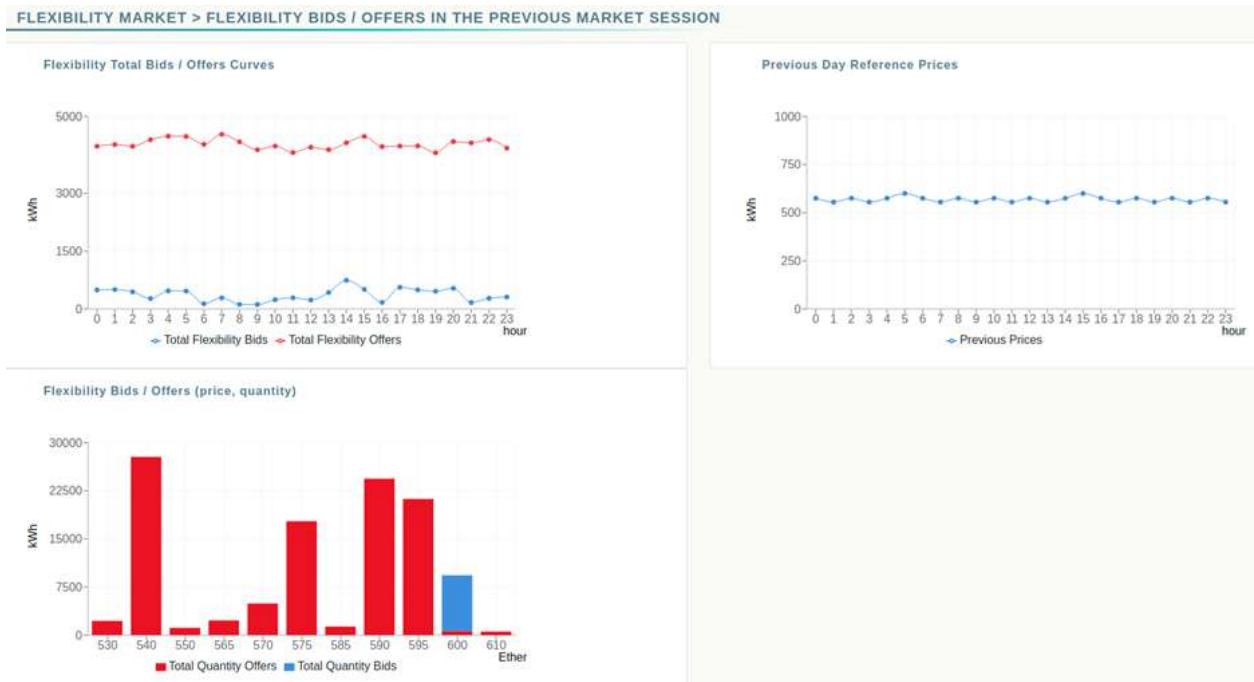 FLEXIBILITY MARKET > FLEXIBILITY BIDS / OFFERS IN THE PREVIOUS MARKET SESSION
Flexibility Total Bids / Offers Curves
5000
3000
1500
0
kWh
0 1 2 3 4 5 6 7 8 9 10 11 12 13 14 15 16 17 18 19 20 21 22 23
hour
Total Flexibility Bids Total Flexibility Offers
Previous Day Reference Prices
1000
750
500
250
0
kWh
0 1 2 3 4 5 6 7 8 9 10 11 12 13 14 15 16 17 18 19 20 21 22 23
hour
Previous Prices
Flexibility Bids / Offers (price, quantity)
30000
22500
15000
7500
0
kWh
530 540 550 565 570 575 585 590 595 600 610
Ether
Total Quantity Offers Total Quantity Bids